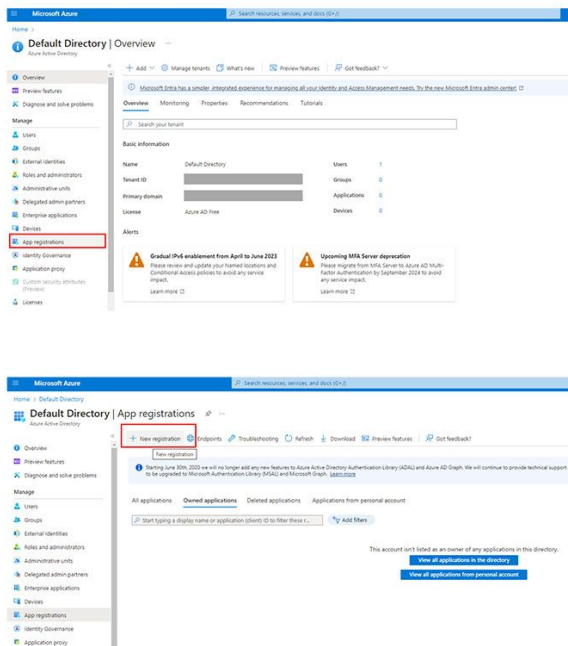 Microsoft Azure
Search resources, services, and docs (G+/)
Home >
Default Directory | Overview ...
Azure Active Directory
+ Add Manage tenants What's new Preview features Got feedback?
Overview
Preview features
Diagnose and solve problems
Manage
Users
Groups
External Identities
Roles and administrators
Administrative units
Delegated admin partners
Enterprise applications
Devices
App registrations
Identity Governance
Application proxy
Custom security attributes (Preview)
Licenses
Microsoft Entra has a simpler, integrated experience for managing all your Identity and Access Management needs. Try the new Microsoft Entra admin center!
Overview Monitoring Properties Recommendations Tutorials
Search your tenant
Basic information
Name Default Directory Users 1
Tenant ID Groups 0
Primary domain Applications 0
License Azure AD Free Devices 0
Alerts
Gradual IPv6 enablement from April to June 2023
Please review and update your Named locations and
Conditional Access policies to avoid any service
impact.
Learn more
Upcoming MFA Server deprecation
Please migrate from MFA Server to Azure AD Multi-
Factor Authentication by September 2024 to avoid
any service impact.
Learn more
Microsoft Azure
Search resources, services, and docs (G+/)
Home > Default Directory
Default Directory | App registrations ...
Azure Active Directory
+ New registration Endpoints Troubleshooting Refresh Download Preview features Got feedback?
New registration
Overview
Preview features
Diagnose and solve problems
Manage
Users
Groups
External Identities
Roles and administrators
Administrative units
Delegated admin partners
Enterprise applications
Devices
App registrations
Identity Governance
Application proxy
Starting June 30th, 2020 we will no longer add any new features to Azure Active Directory Authentication Library (ADAL) and Azure AD Graph. We will continue to provide technical support
to be upgraded to Microsoft Authentication Library (MSAL) and Microsoft Graph. Learn more
All applications Owned applications Deleted applications Applications from personal account
Start typing a display name or application (client) ID to filter these r...
Add filters
This account isn't listed as an owner of any applications in this directory.
View all applications in the directory
View all applications from personal account